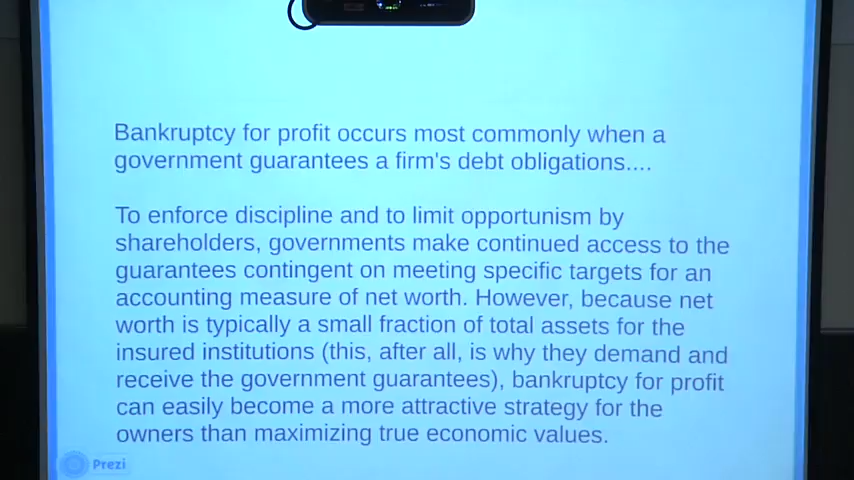 Bankruptcy for profit occurs most commonly when a
government guarantees a firm's debt obligations....
To enforce discipline and to limit opportunism by
shareholders, governments make continued access to the
guarantees contingent on meeting specific targets for an
accounting measure of net worth. However, because net
worth is typically a small fraction of total assets for the
insured institutions (this, after all, is why they demand and
receive the government guarantees), bankruptcy for profit
can easily become a more attractive strategy for the
owners than maximizing true economic values.
Prezi